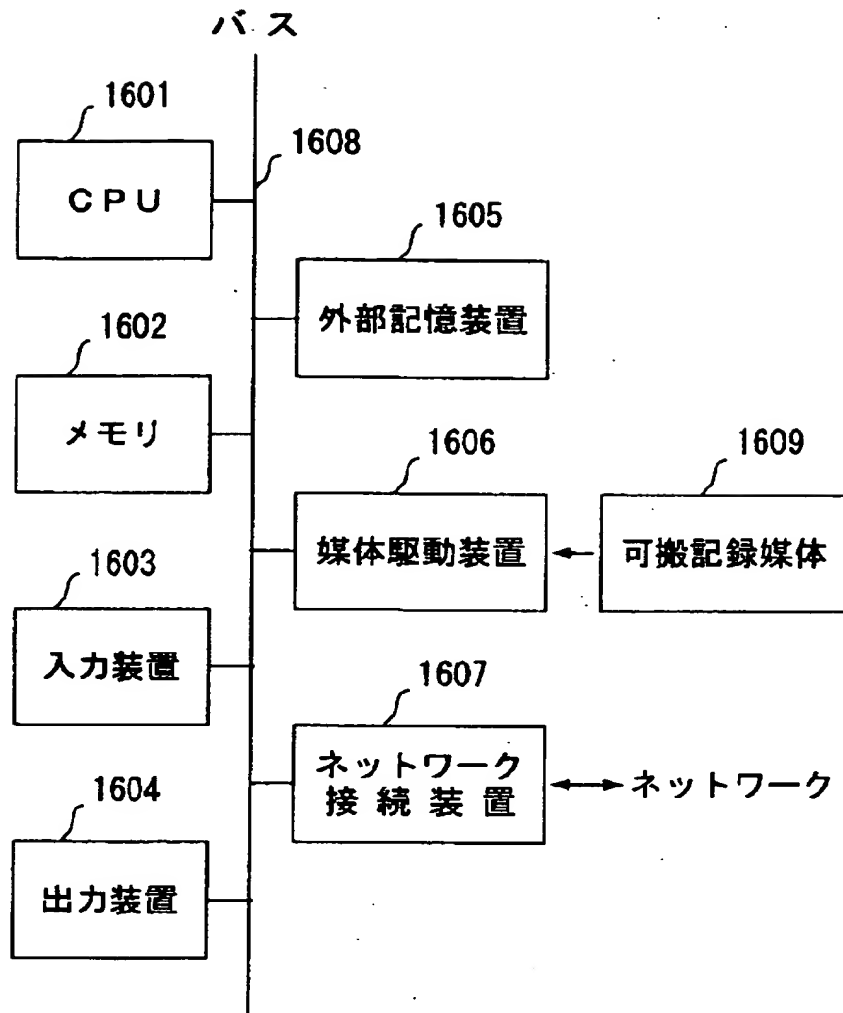 バス
1601
1608
CPU
1605
外部記憶装置
1602
メモリ
1606
1609
媒体駆動装置
可搬記録媒体
1603
入力装置
1607
ネットワーク
接続装置
ネットワーク
1604
出力装置